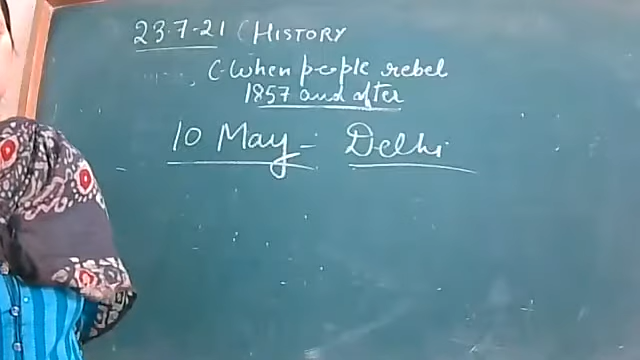 23.7-21 (HISTORY
C-When people rebel
1857 and after
10 May - Delhi